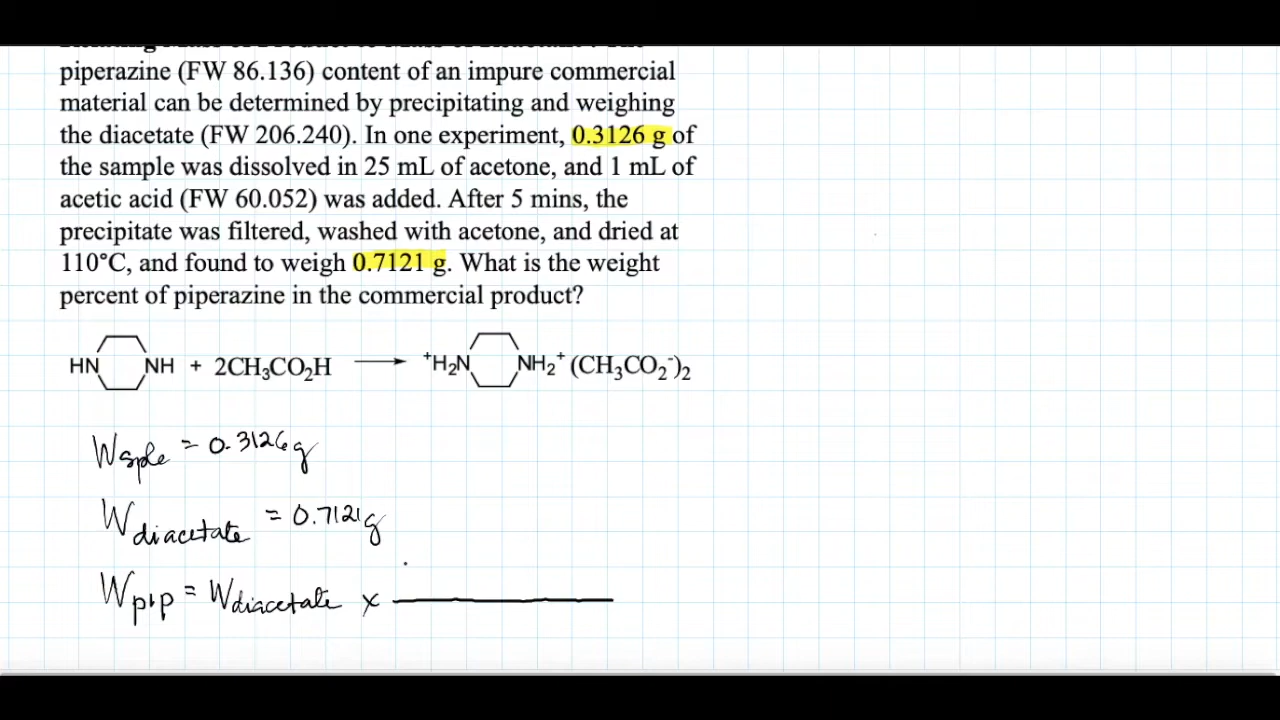 piperazine (FW 86.136) content of an impure commercial
material can be determined by precipitating and weighing
the diacetate (FW 206.240). In one experiment, 0.3126 g of
the sample was dissolved in 25 mL of acetone, and 1 mL of
acetic acid (FW 60.052) was added. After 5 mins, the
precipitate was filtered, washed with acetone, and dried at
110°C, and found to weigh 0.7121 g. What is the weight
percent of piperazine in the commercial product?
HN NH + 2CH₃CO₂H ⟶ ⁺H₂N NH₂⁺ (CH₃CO₂⁻)₂
Wsple = 0.3126g
Wdiacetate = 0.7121g
Wpip = Wdiacetate x